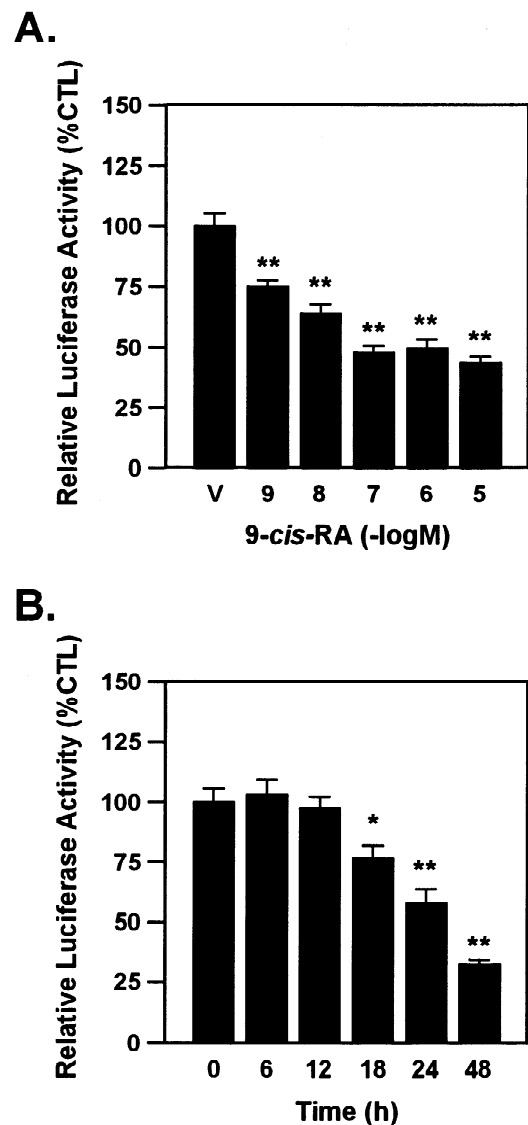 A.
Relative Luciferase Activity (%CTL)
150
125
100
75
50
25
0
**
**
**
**
**
V 9 8 7 6 5
9-cis-RA (-logM)
B.
Relative Luciferase Activity (%CTL)
150
125
100
75
50
25
0
*
**
**
0 6 12 18 24 48
Time (h)